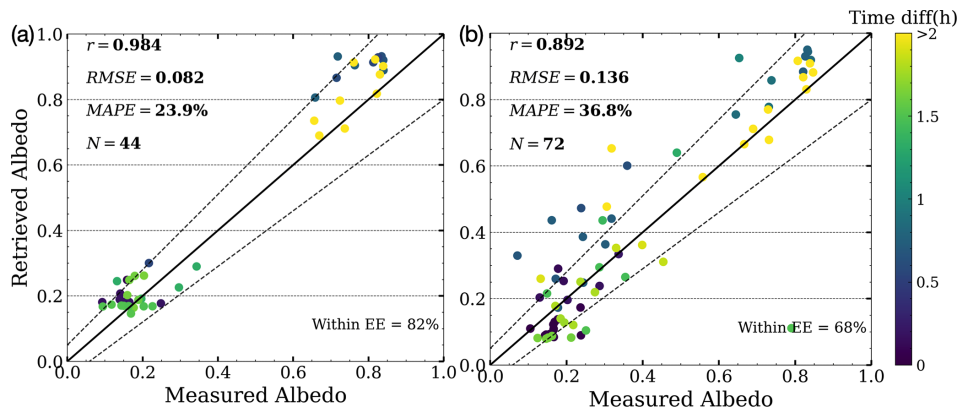 Time diff(h)
(a)
r = 0.984
RMSE = 0.082
MAPE = 23.9%
N = 44
Within EE = 82%
1.0
0.8
0.6
0.4
0.2
0.0
0.0
0.2
0.4
0.6
0.8
1.0
Retrieved Albedo
Measured Albedo
(b)
r = 0.892
RMSE = 0.136
MAPE = 36.8%
N = 72
Within EE = 68%
1.0
0.8
0.6
0.4
0.2
0.0
0.0
0.2
0.4
0.6
0.8
1.0
Measured Albedo
>2
1
0.5
0